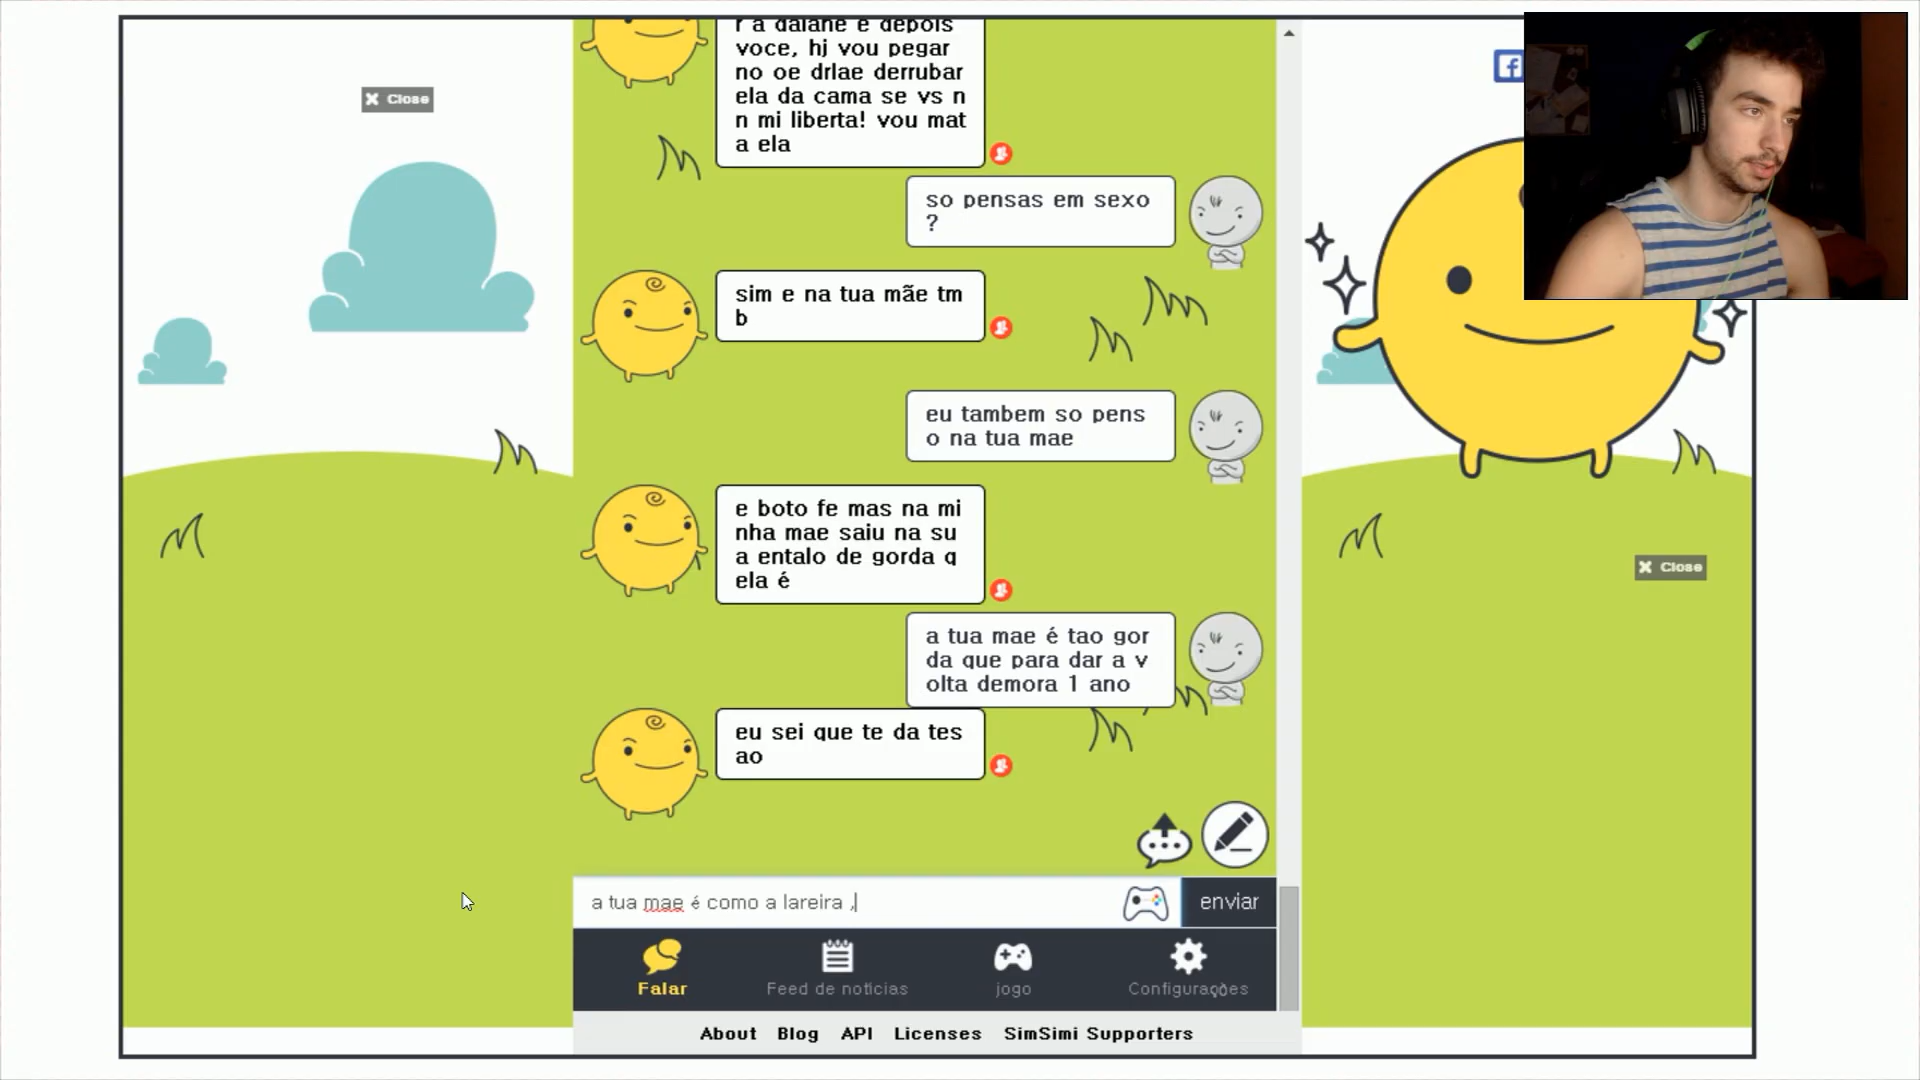 r a daiane e depois
voce, hj vou pegar
no oe drlae derrubar
ela da cama se vs n
n mi liberta! vou mat
a ela
Close
so pensas em sexo
?
sim e na tua mãe tm
b
eu tambem so pens
o na tua mae
e boto fe mas na mi
nha mae saiu na su
a entalo de gorda q
ela é
Close
a tua mae é tao gor
da que para dar a v
olta demora 1 ano
eu sei que te da tes
ao
a tua mae é como a lareira ,
enviar
Falar
Feed de noticias
jogo
Configurações
About Blog API Licenses SimSimi Supporters